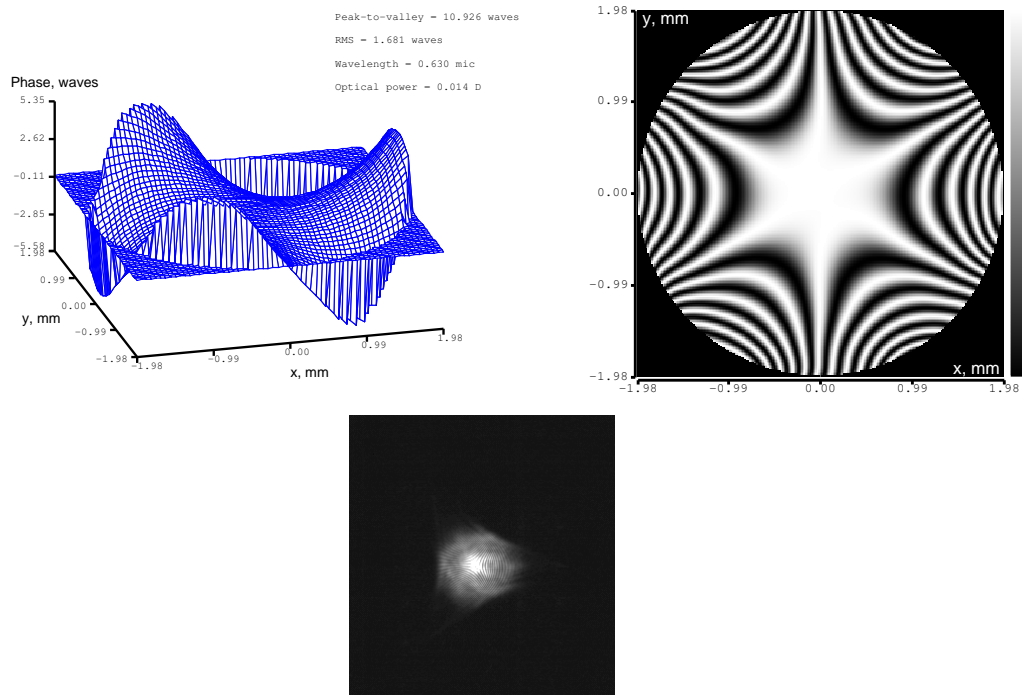 Peak-to-valley = 10.926 waves
RMS = 1.681 waves
Wavelength = 0.630 mic
Optical power = 0.014 D
Phase, waves
5.35
2.62
-0.11
-2.85
-5.58
1.98
0.99
0.00
-0.99
-1.98
y, mm
-1.98
-0.99
0.00
0.99
1.98
x, mm
y, mm
1.98
0.99
0.00
-0.99
-1.98
x, mm
-1.98
-0.99
0.00
0.99
1.98